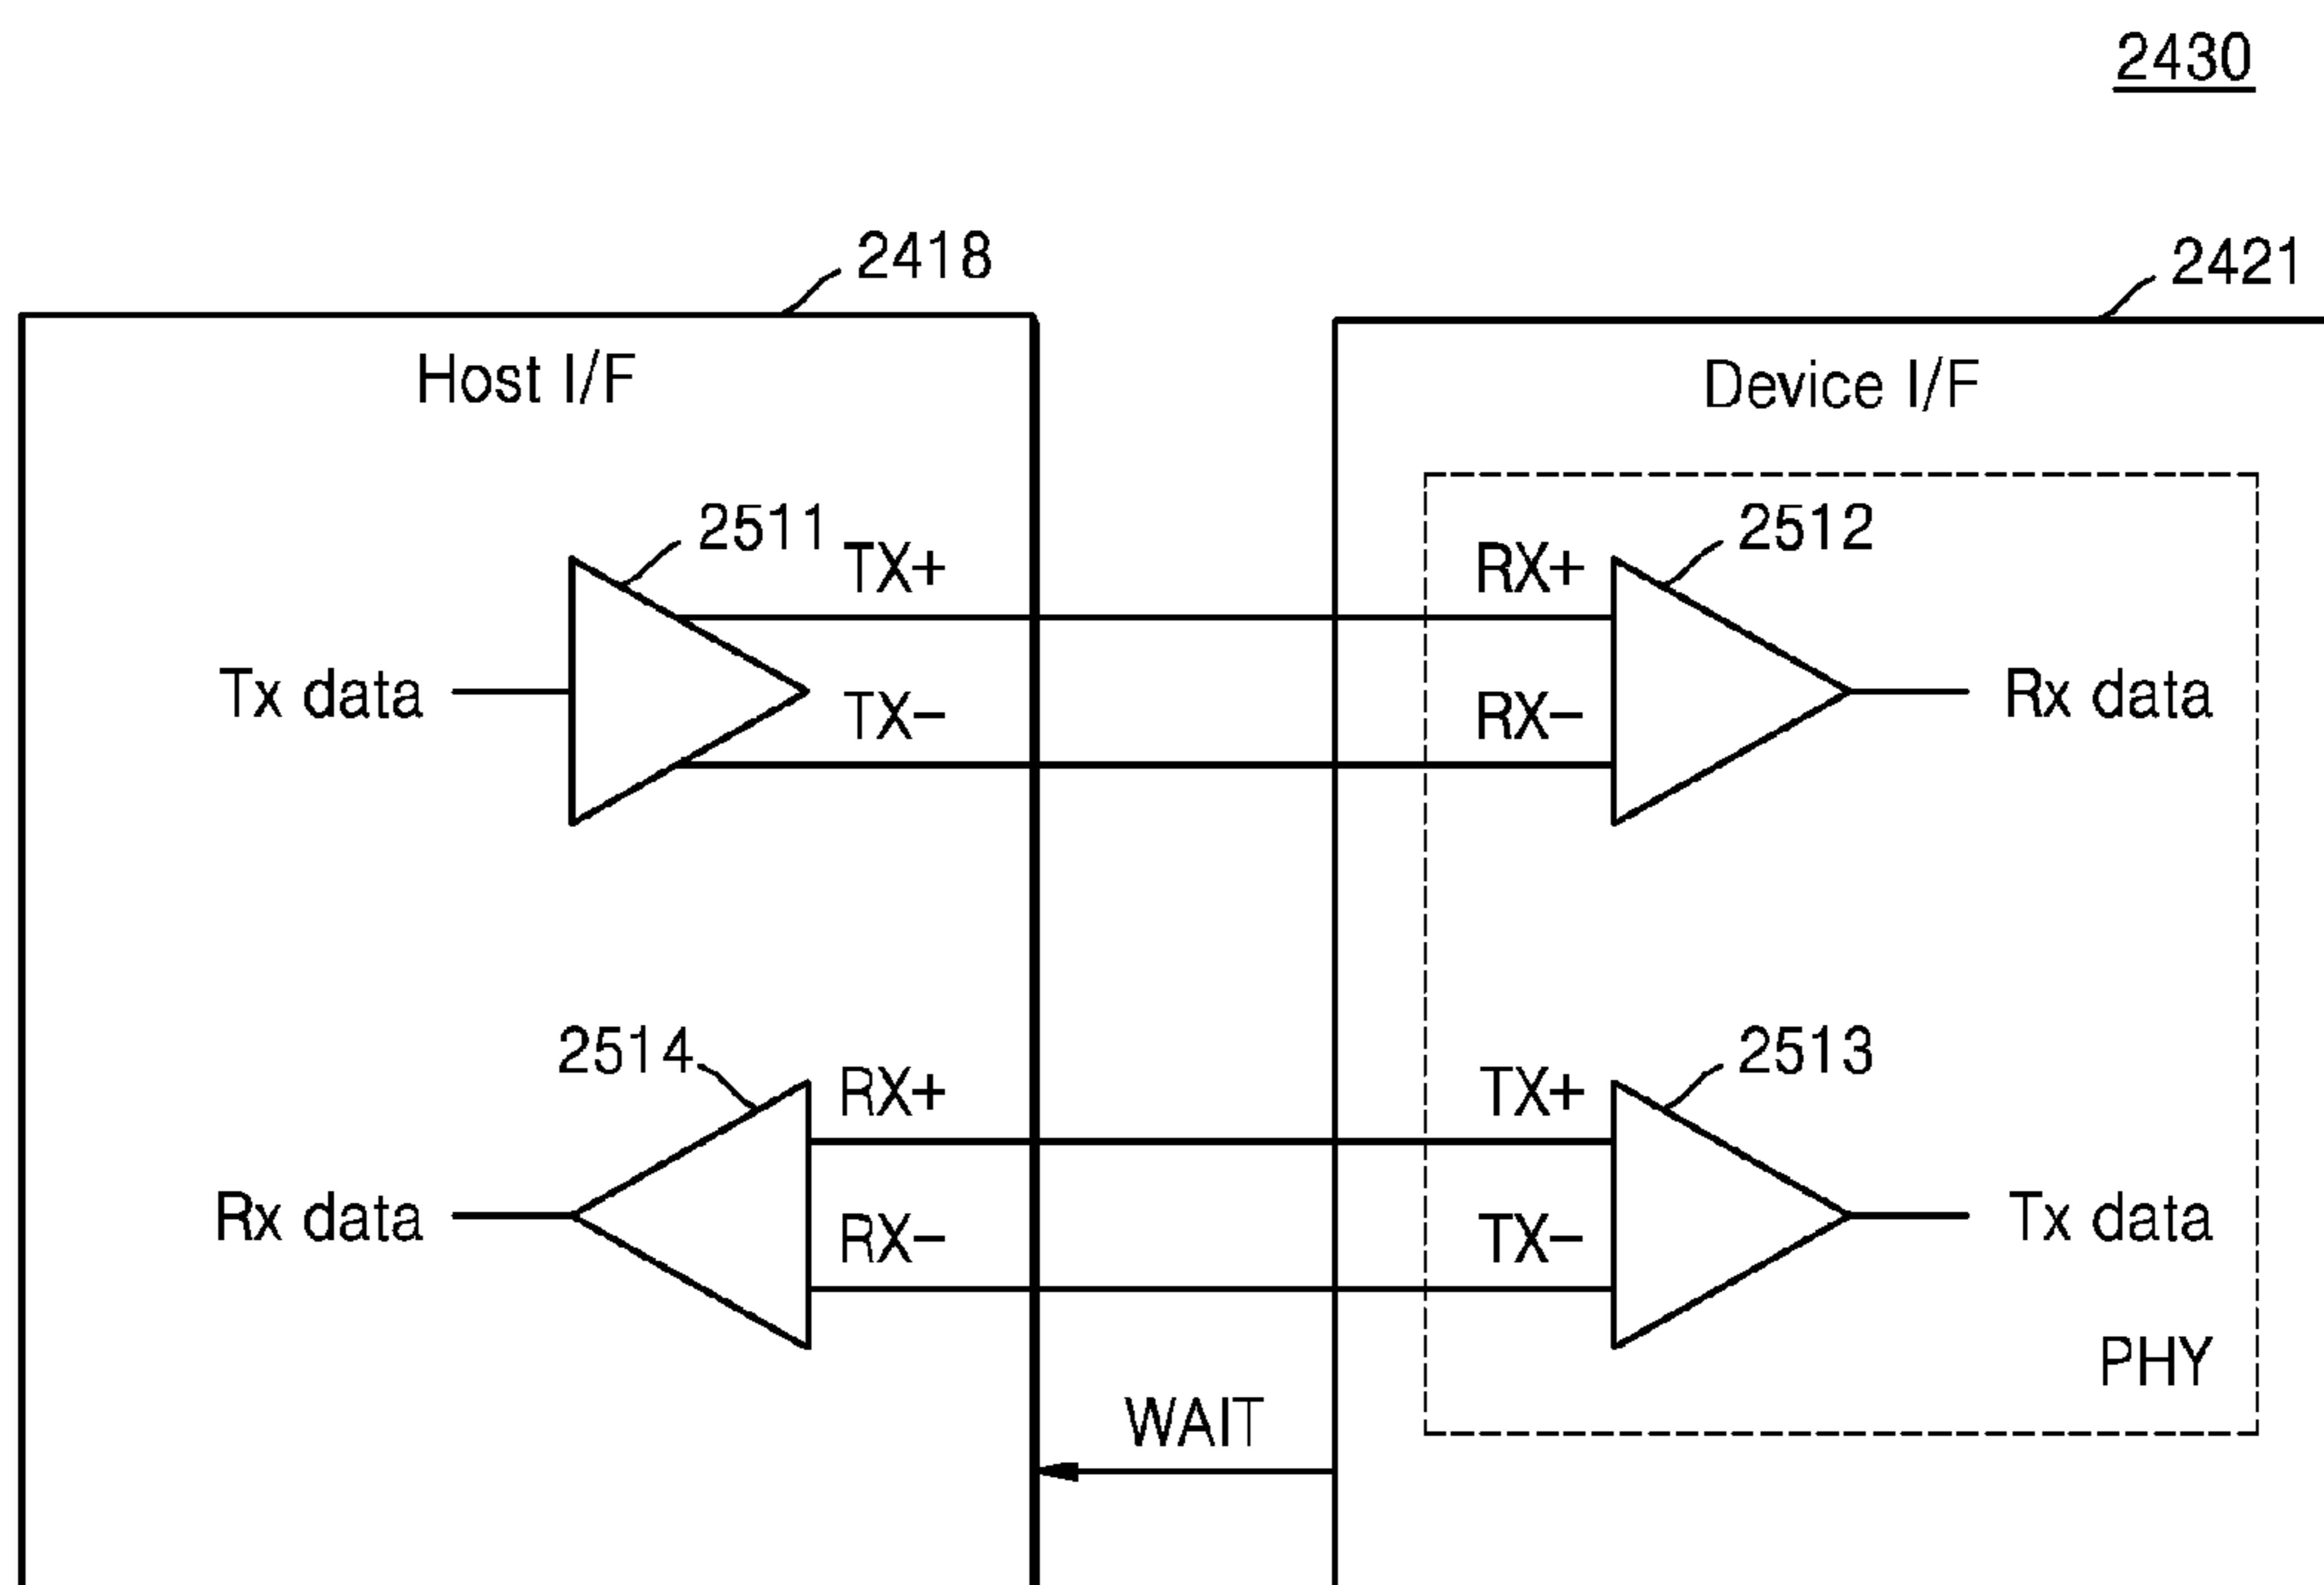 2430
2418
2421
Host I/F
Device I/F
2511
TX+
RX+
2512
Tx data
TX−
RX−
Rx data
2514
RX+
TX+
2513
Rx data
RX−
TX−
Tx data
PHY
WAIT